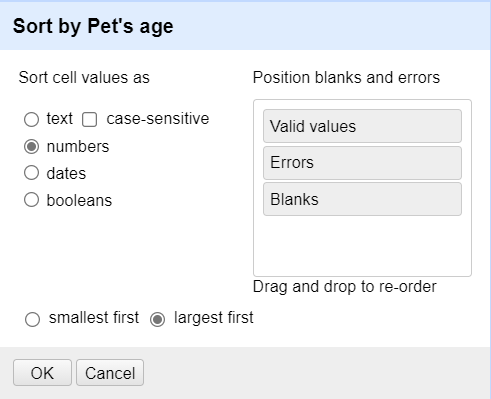 Sort by Pet's age
Sort cell values as
text case-sensitive
numbers
dates
booleans
Position blanks and errors
Valid values
Errors
Blanks
Drag and drop to re-order
smallest first largest first
OK Cancel